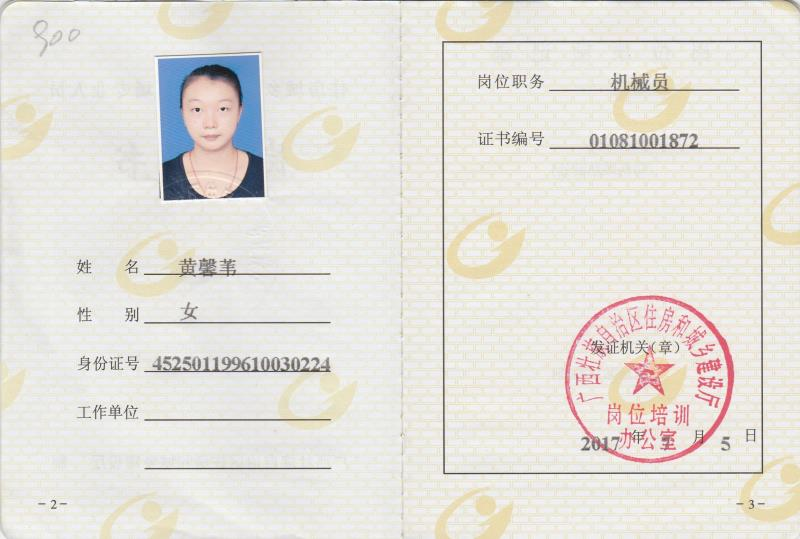 900
姓 名 黄馨苇
性 别 女
身份证号 452501199610030224
工作单位
-2-
岗位职务 机械员
证书编号 01081001872
广西壮族自治区住房和城乡建设厅
发证机关(章)
岗位培训
办公室
2017 年 月 5 日
-3-